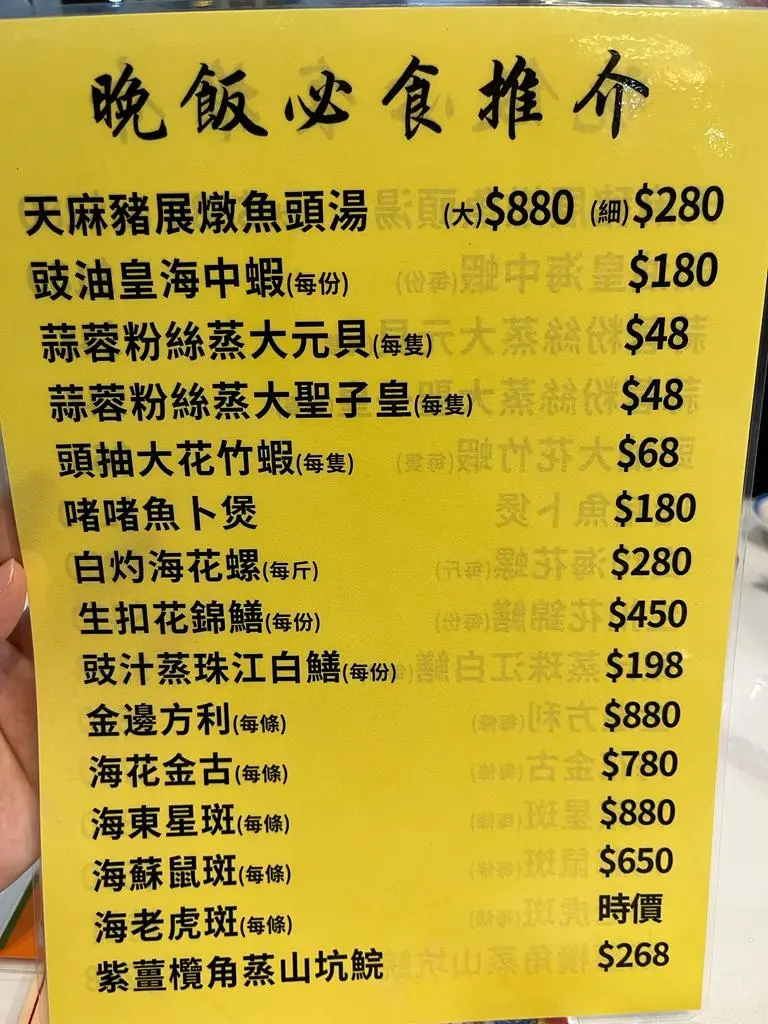 晚飯必食推介
天麻豬展燉魚頭湯 (大)$880 (細)$280
豉油皇海中蝦(每份) $180
蒜蓉粉絲蒸大元貝(每隻) $48
蒜蓉粉絲蒸大聖子皇(每隻) $48
頭抽大花竹蝦(每隻) $68
啫啫魚卜煲 $180
白灼海花螺(每斤) $280
生扣花錦鱔(每份) $450
豉汁蒸珠江白鱔(每份) $198
金邊方利(每條) $880
海花金古(每條) $780
海東星斑(每條) $880
海蘇鼠斑(每條) $650
海老虎斑(每條) 時價
紫薑欖角蒸山坑鯇 $268